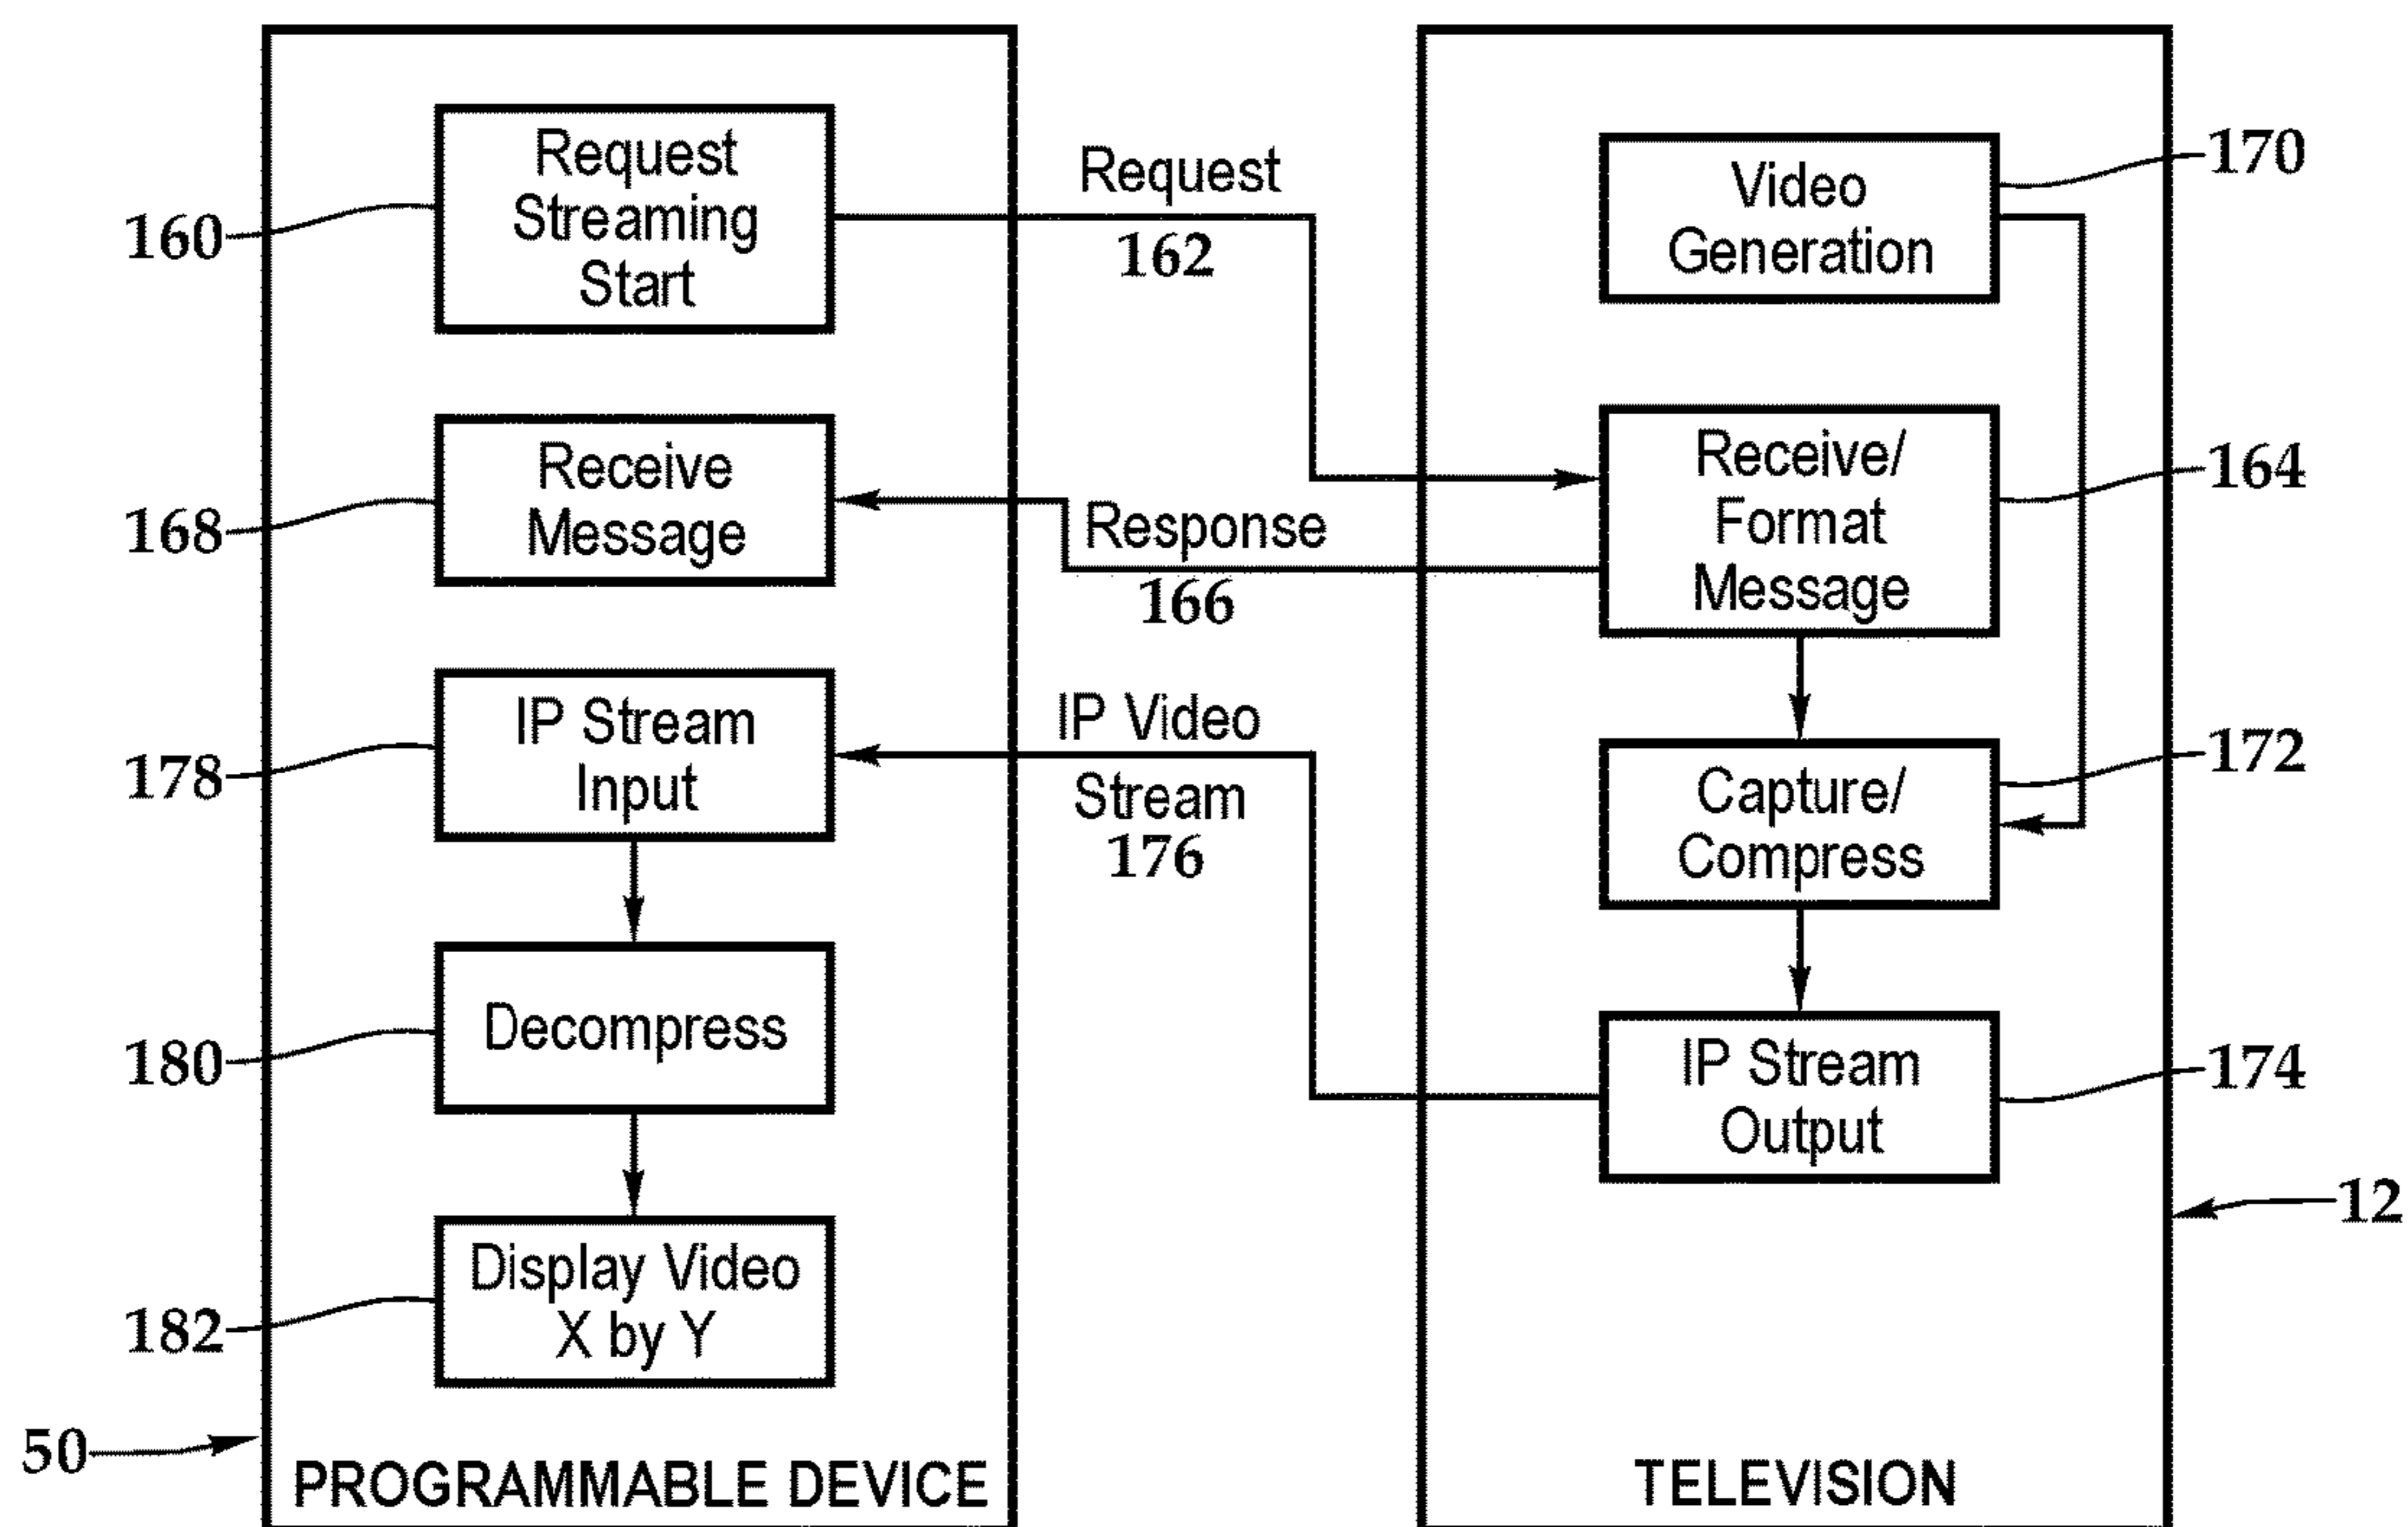 160
Request
Streaming
Start
Request
162
Video
Generation
170
168
Receive
Message
Response
166
Receive/
Format
Message
164
178
IP Stream
Input
IP Video
Stream
176
Capture/
Compress
172
180
Decompress
IP Stream
Output
174
12
182
Display Video
X by Y
50
PROGRAMMABLE DEVICE
TELEVISION